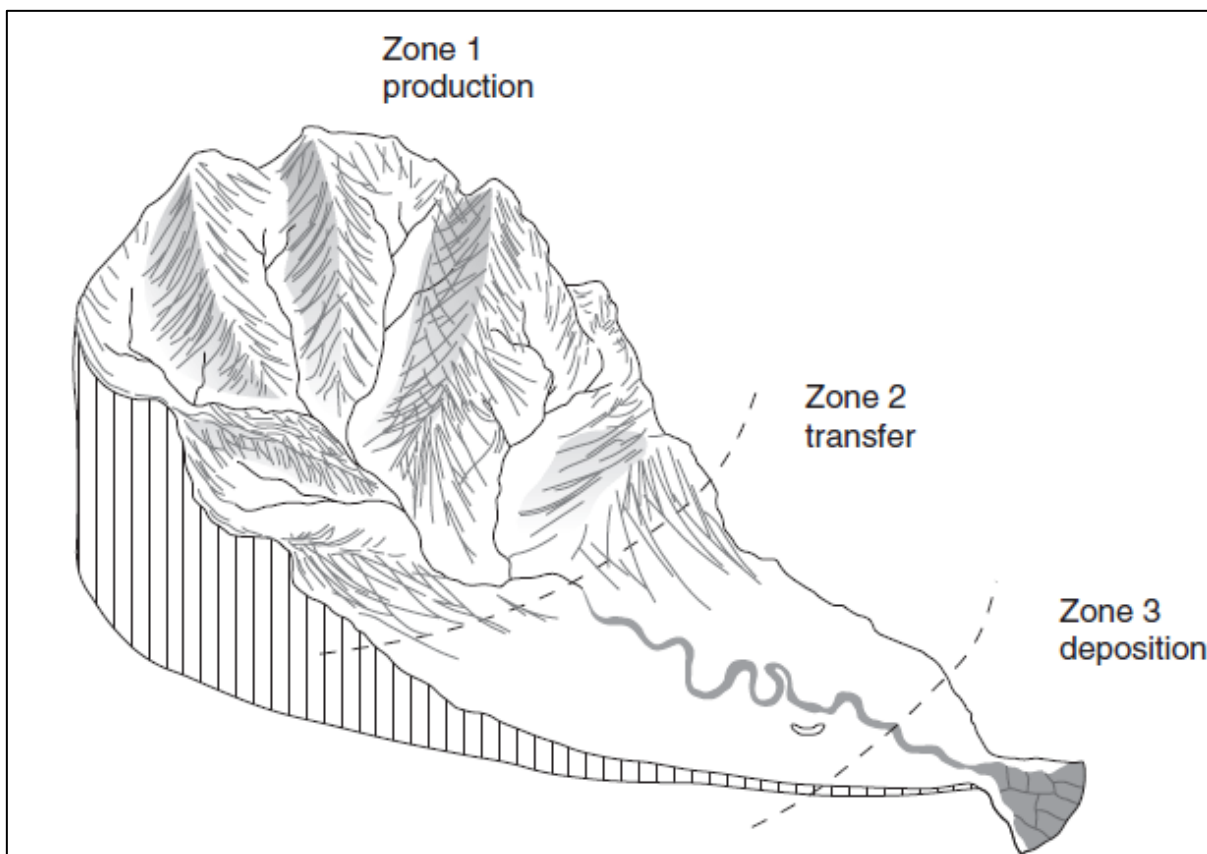 Zone 1
production
Zone 2
transfer
Zone 3
deposition